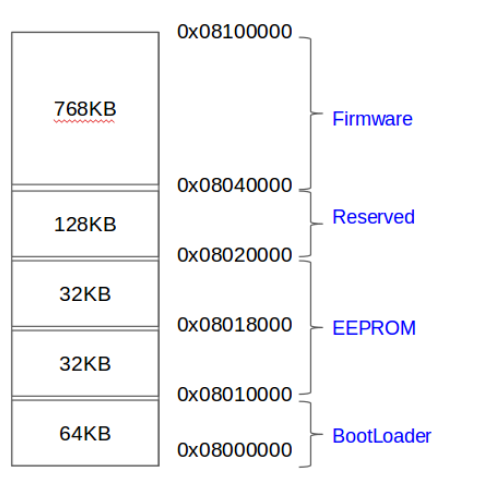 0x08100000
768KB
Firmware
0x08040000
128KB
Reserved
0x08020000
32KB
0x08018000
EEPROM
32KB
0x08010000
64KB
BootLoader
0x08000000